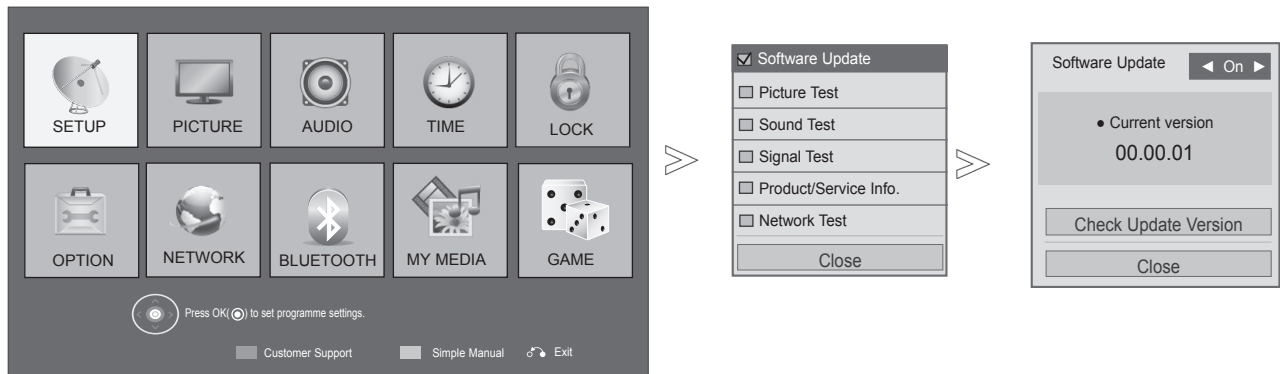 SETUP
PICTURE
AUDIO
TIME
LOCK
OPTION
NETWORK
BLUETOOTH
MY MEDIA
GAME
Press OK(◉) to set programme settings.
Customer Support
Simple Manual
Exit
Software Update
Picture Test
Sound Test
Signal Test
Product/Service Info.
Network Test
Close
Software Update
◀ On ▶
● Current version
00.00.01
Check Update Version
Close